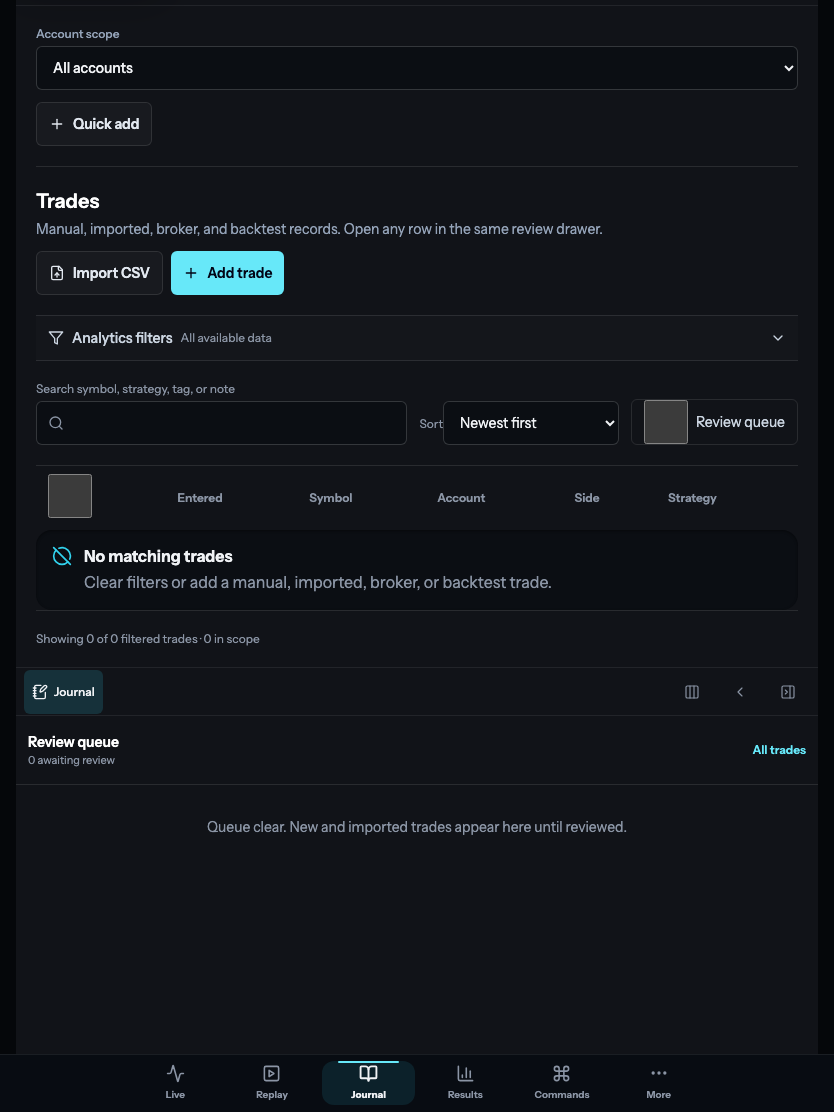 Account scope
All accounts
Quick add
Trades
Manual, imported, broker, and backtest records. Open any row in the same review drawer.
Import CSV
Add trade
Analytics filters All available data
Search symbol, strategy, tag, or note
Sort Newest first
Review queue
Entered Symbol Account Side Strategy
No matching trades
Clear filters or add a manual, imported, broker, or backtest trade.
Showing 0 of 0 filtered trades · 0 in scope
Journal
Review queue
0 awaiting review
All trades
Queue clear. New and imported trades appear here until reviewed.
Live Replay Journal Results Commands More